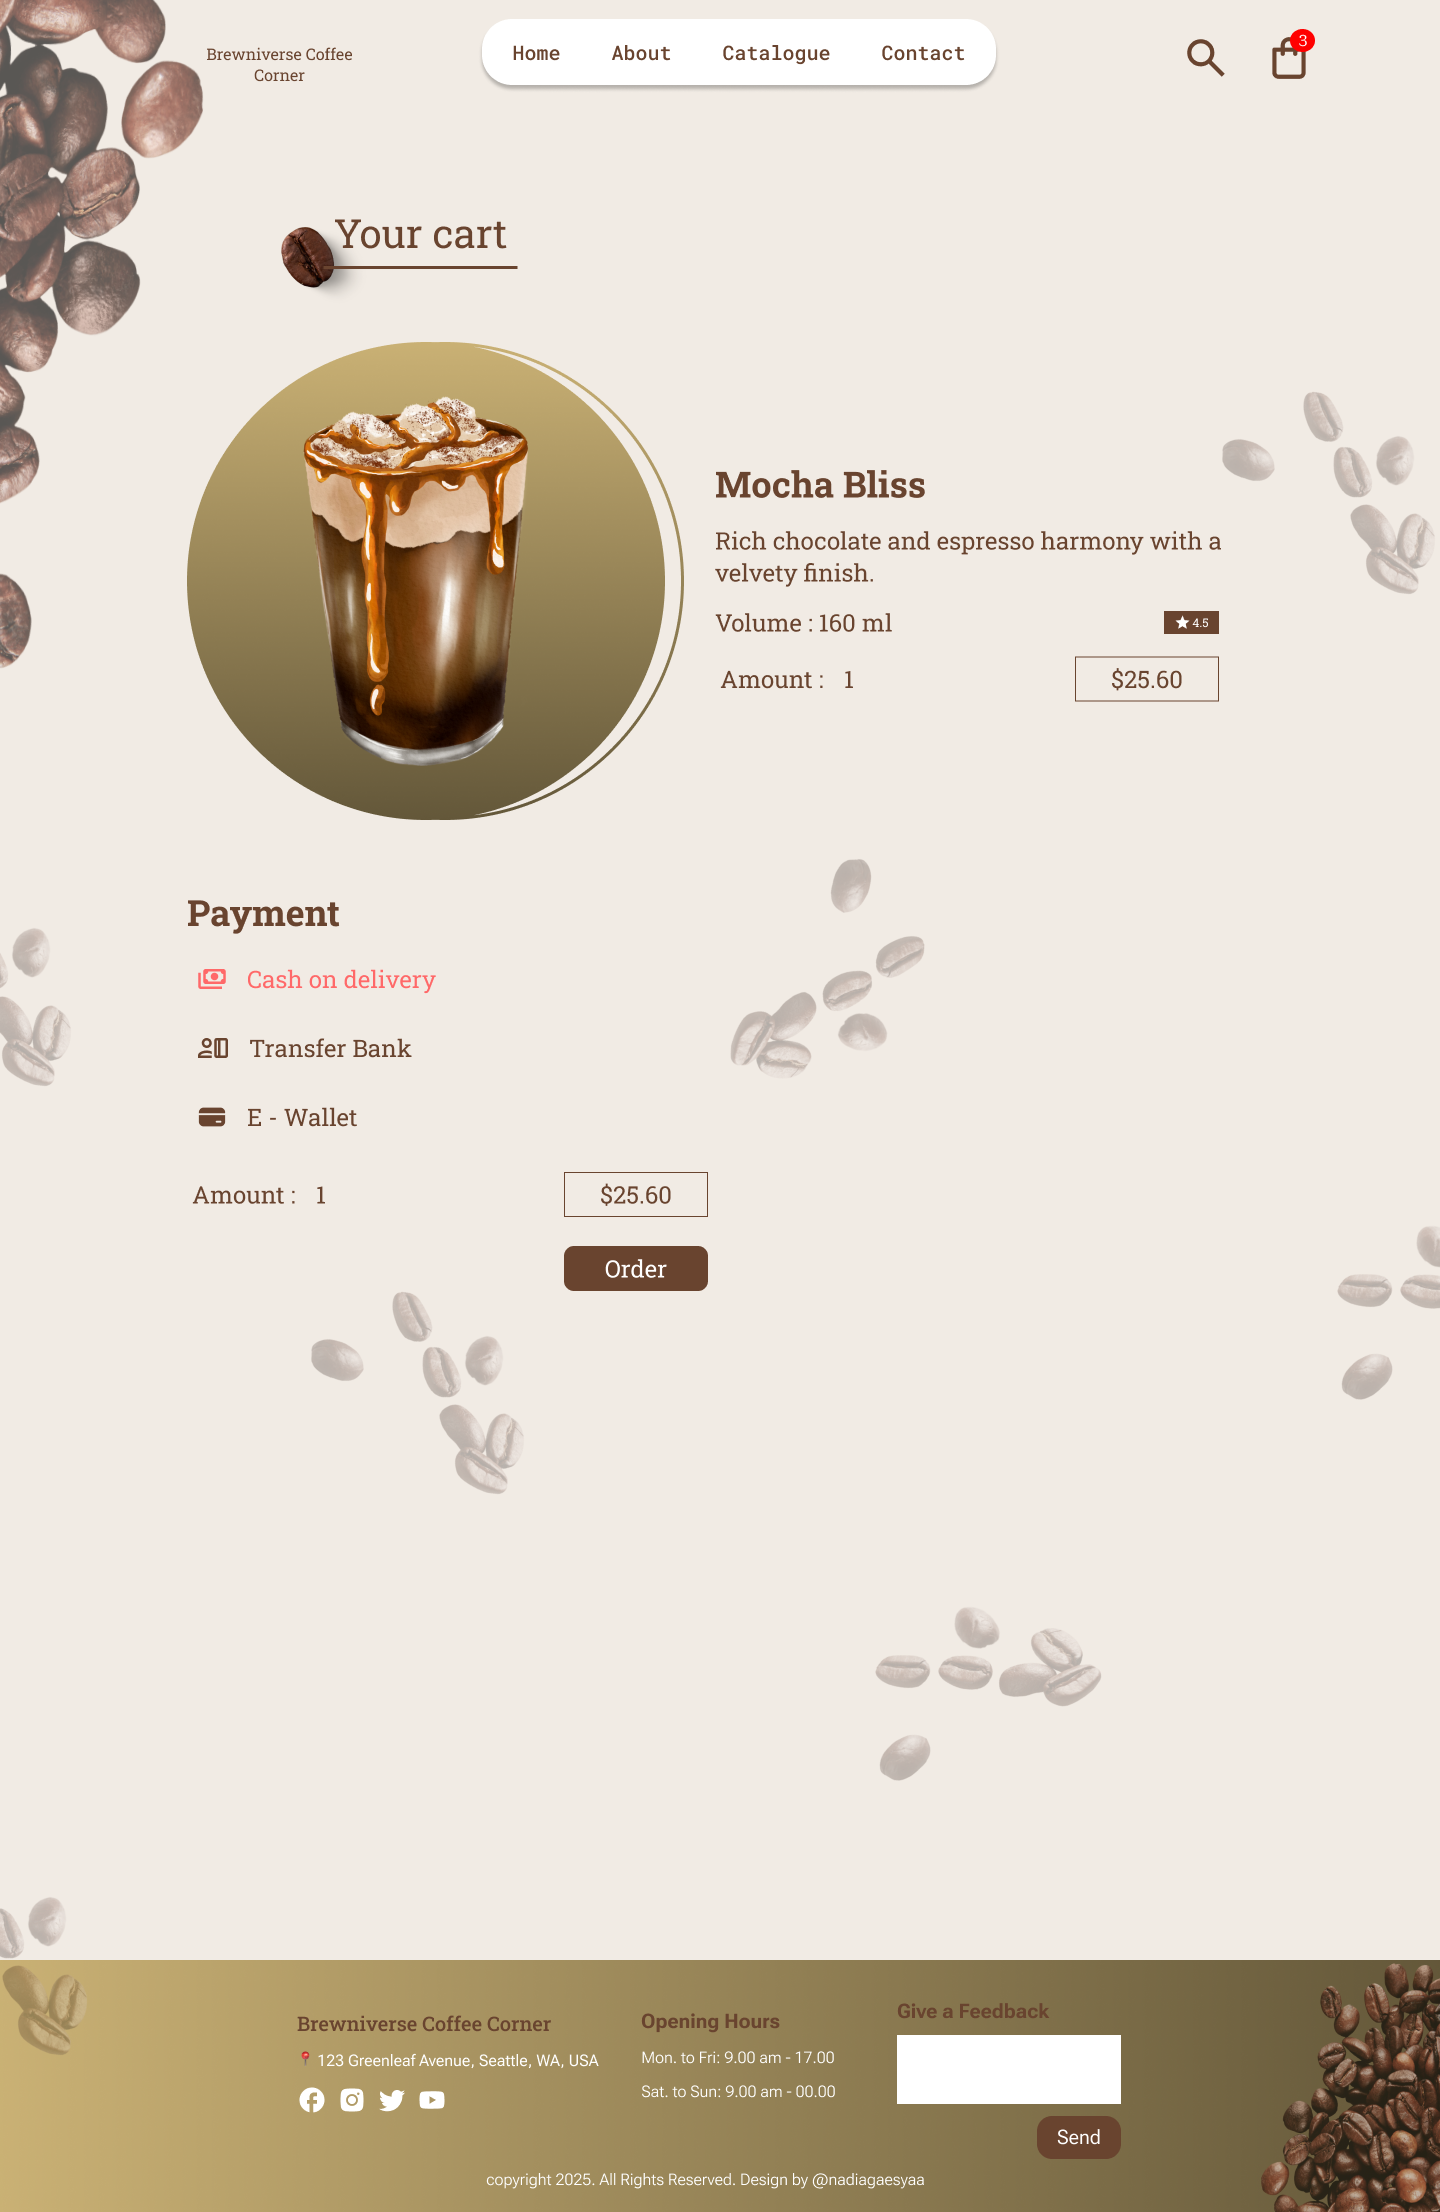 Brewniverse Coffee
Corner
Home
About
Catalogue
Contact
3
Your cart
Mocha Bliss
Rich chocolate and espresso harmony with a
velvety finish.
Volume : 160 ml
4.5
Amount : 1
$25.60
Payment
Cash on delivery
Transfer Bank
E - Wallet
Amount : 1
$25.60
Order
Brewniverse Coffee Corner
123 Greenleaf Avenue, Seattle, WA, USA
Opening Hours
Mon. to Fri: 9.00 am - 17.00
Sat. to Sun: 9.00 am - 00.00
Give a Feedback
Send
copyright 2025. All Rights Reserved. Design by @nadiagaesyaa